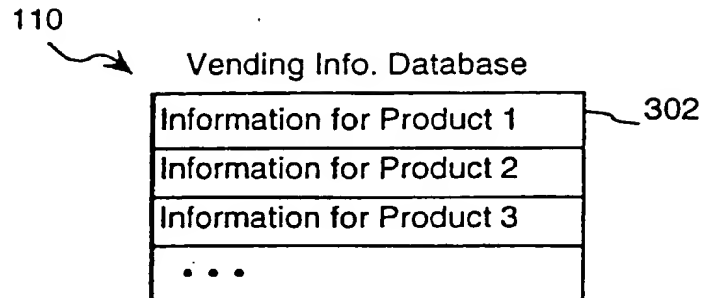 110
Vending Info. Database
Information for Product 1
302
Information for Product 2
Information for Product 3
• • •